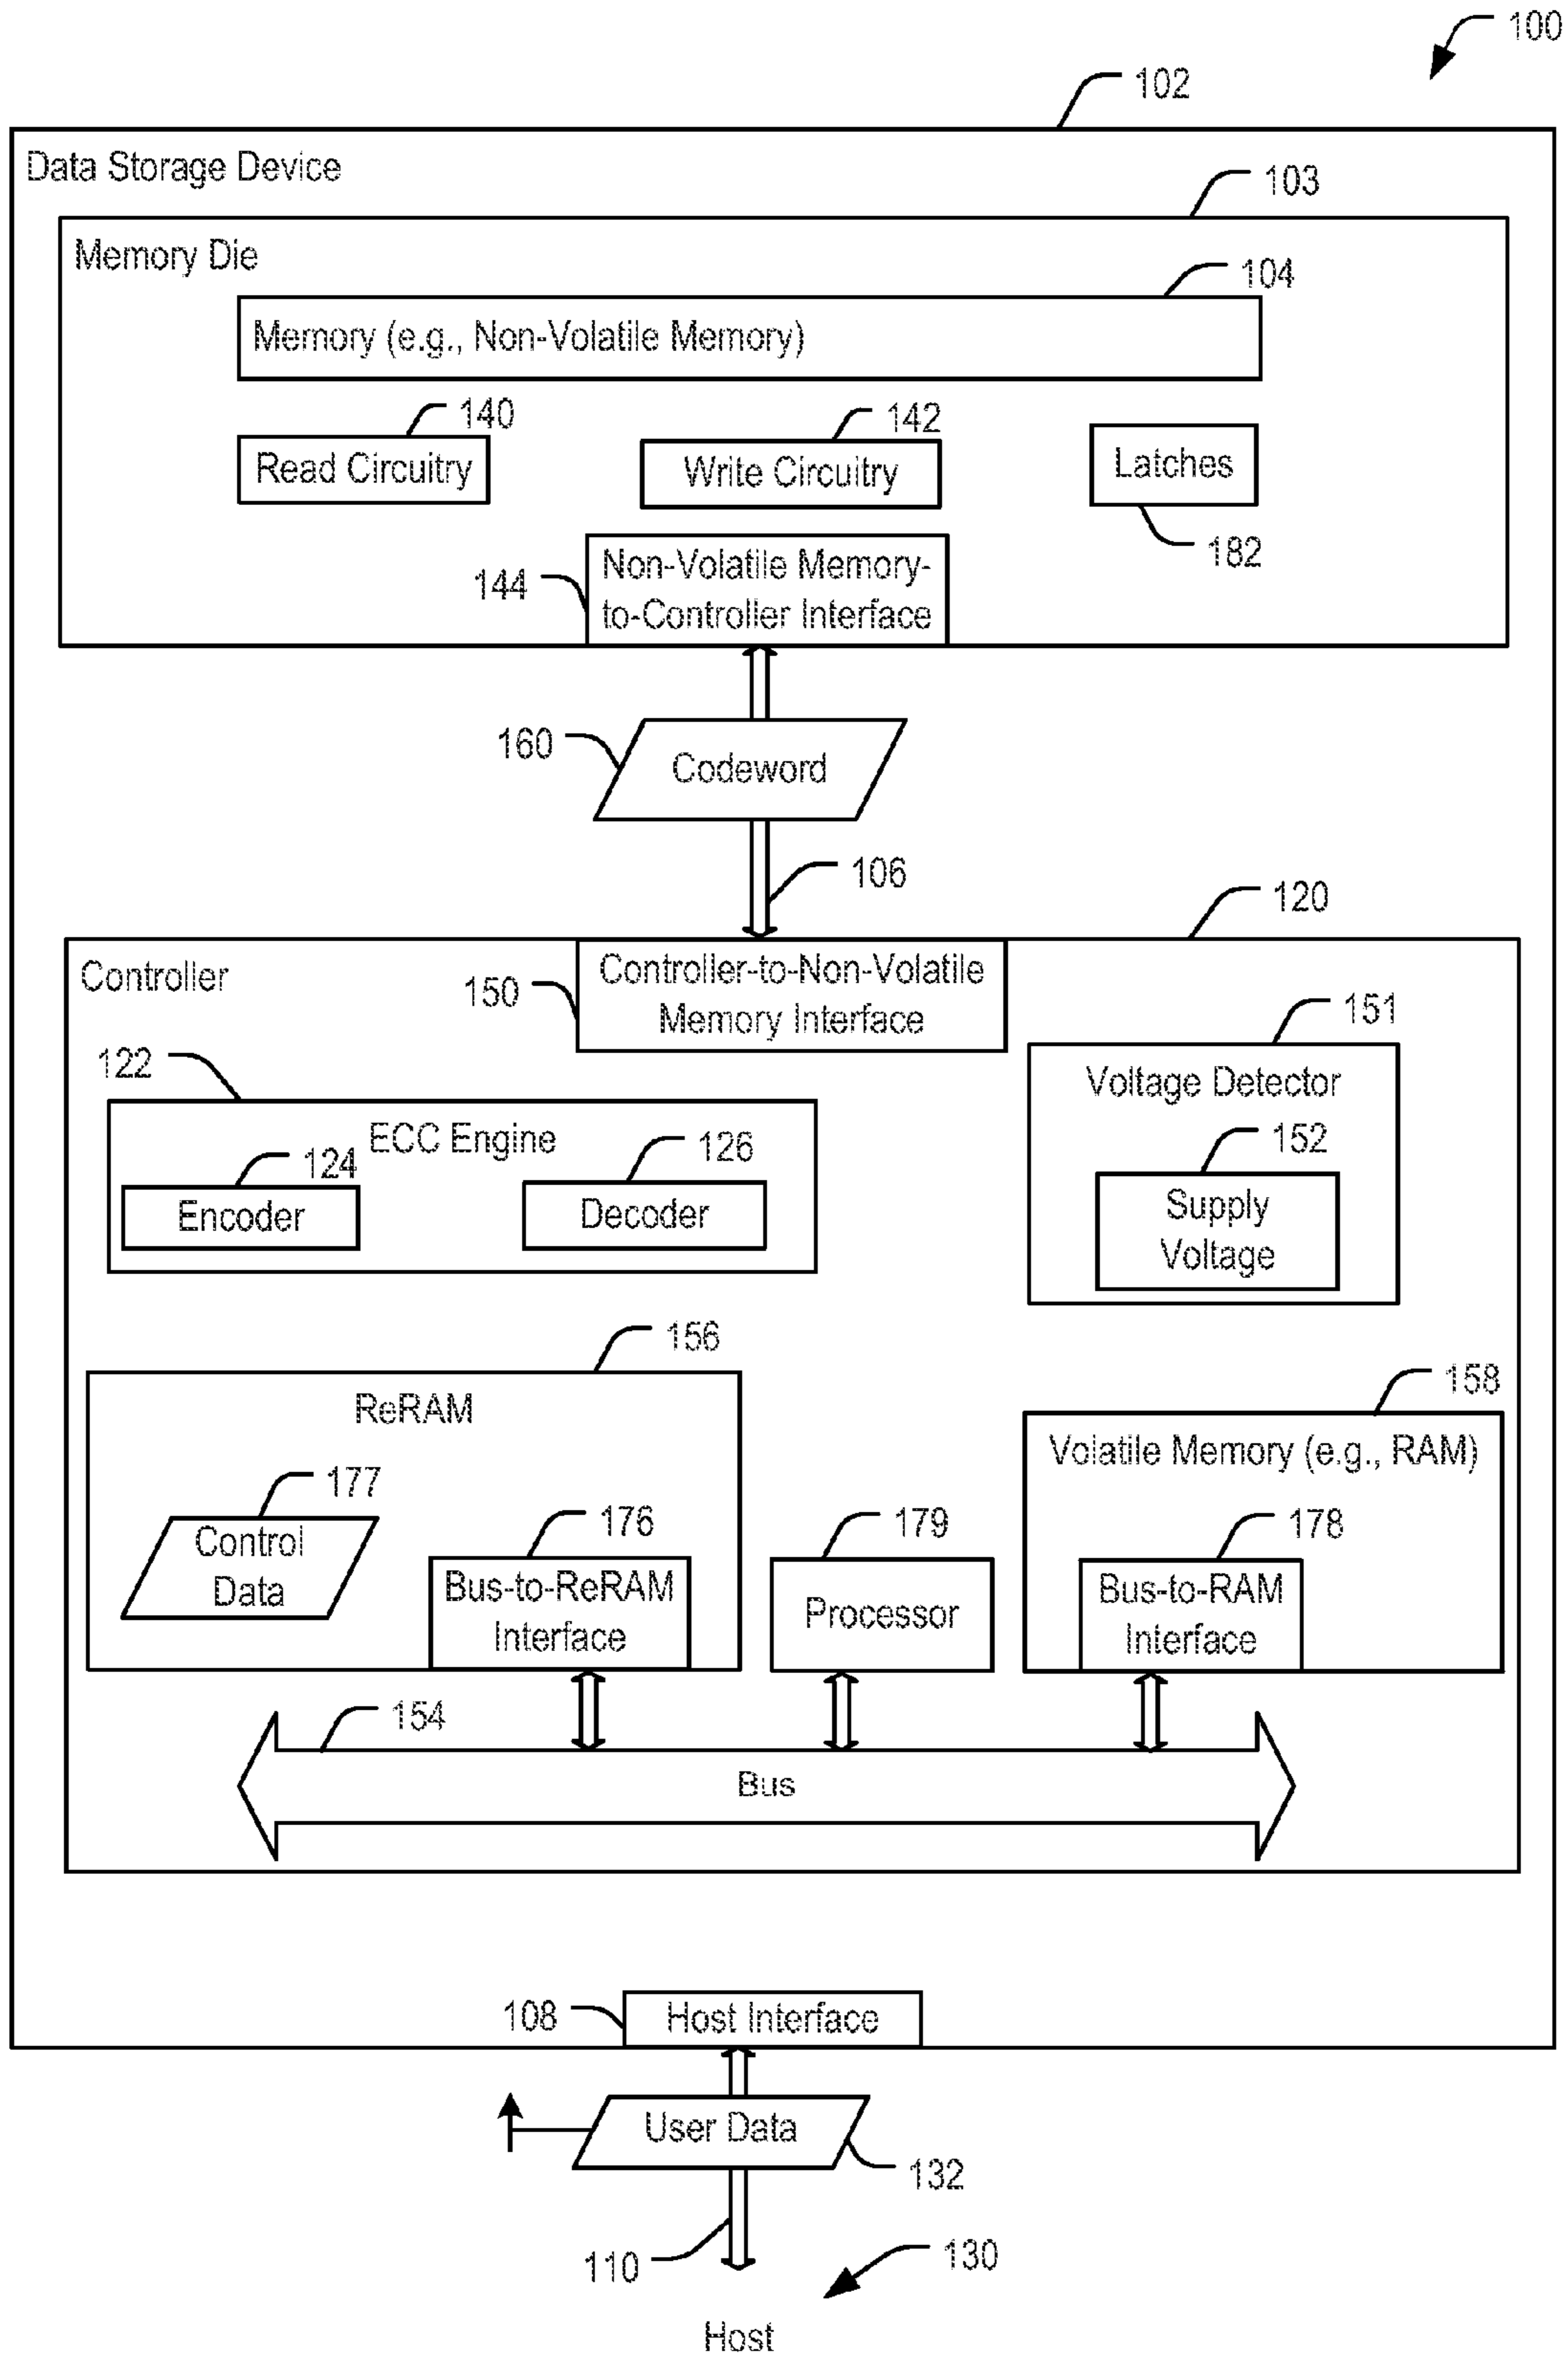 100
102
Data Storage Device
103
Memory Die
104
Memory (e.g., Non-Volatile Memory)
140
142
Read Circuitry
Write Circuitry
Latches
182
144
Non-Volatile Memory-
to-Controller Interface
160
Codeword
106
120
Controller
150
Controller-to-Non-Volatile
Memory Interface
151
122
Voltage Detector
ECC Engine
124
126
152
Encoder
Decoder
Supply
Voltage
156
ReRAM
158
Volatile Memory (e.g., RAM)
177
Control
Data
176
Bus-to-ReRAM
Interface
179
Processor
178
Bus-to-RAM
Interface
154
Bus
108
Host Interface
User Data
132
110
130
Host